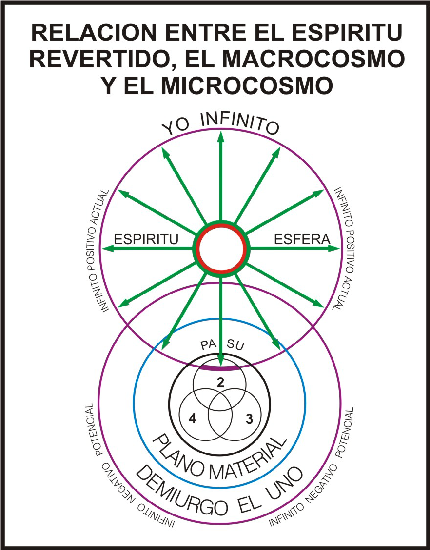 RELACION ENTRE EL ESPIRITU
REVERTIDO, EL MACROCOSMO
Y EL MICROCOSMO
YO INFINITO
INFINITO POSITIVO ACTUAL
INFINITO POSITIVO ACTUAL
ESPIRITU
ESFERA
PA SU
2
4
3
PLANO MATERIAL
DEMIURGO EL UNO
INFINITO NEGATIVO POTENCIAL
INFINITO NEGATIVO POTENCIAL